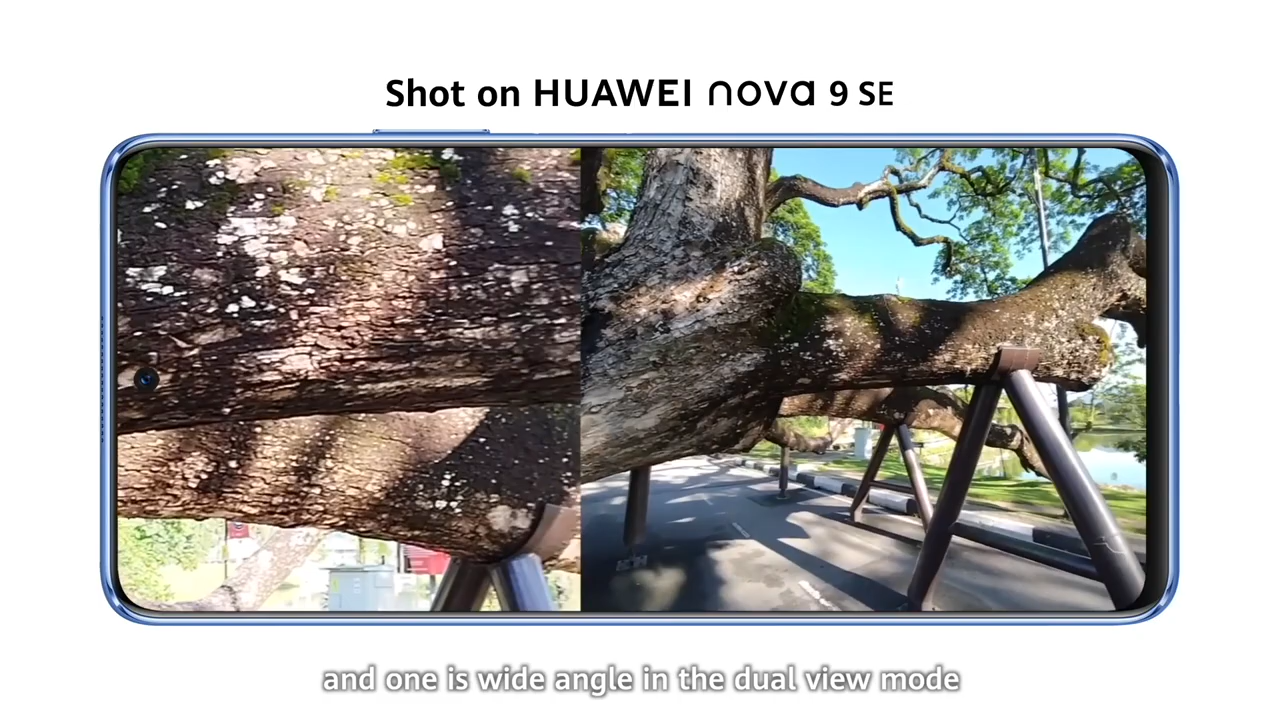 Shot on HUAWEI nova 9 SE
and one is wide angle in the dual view mode